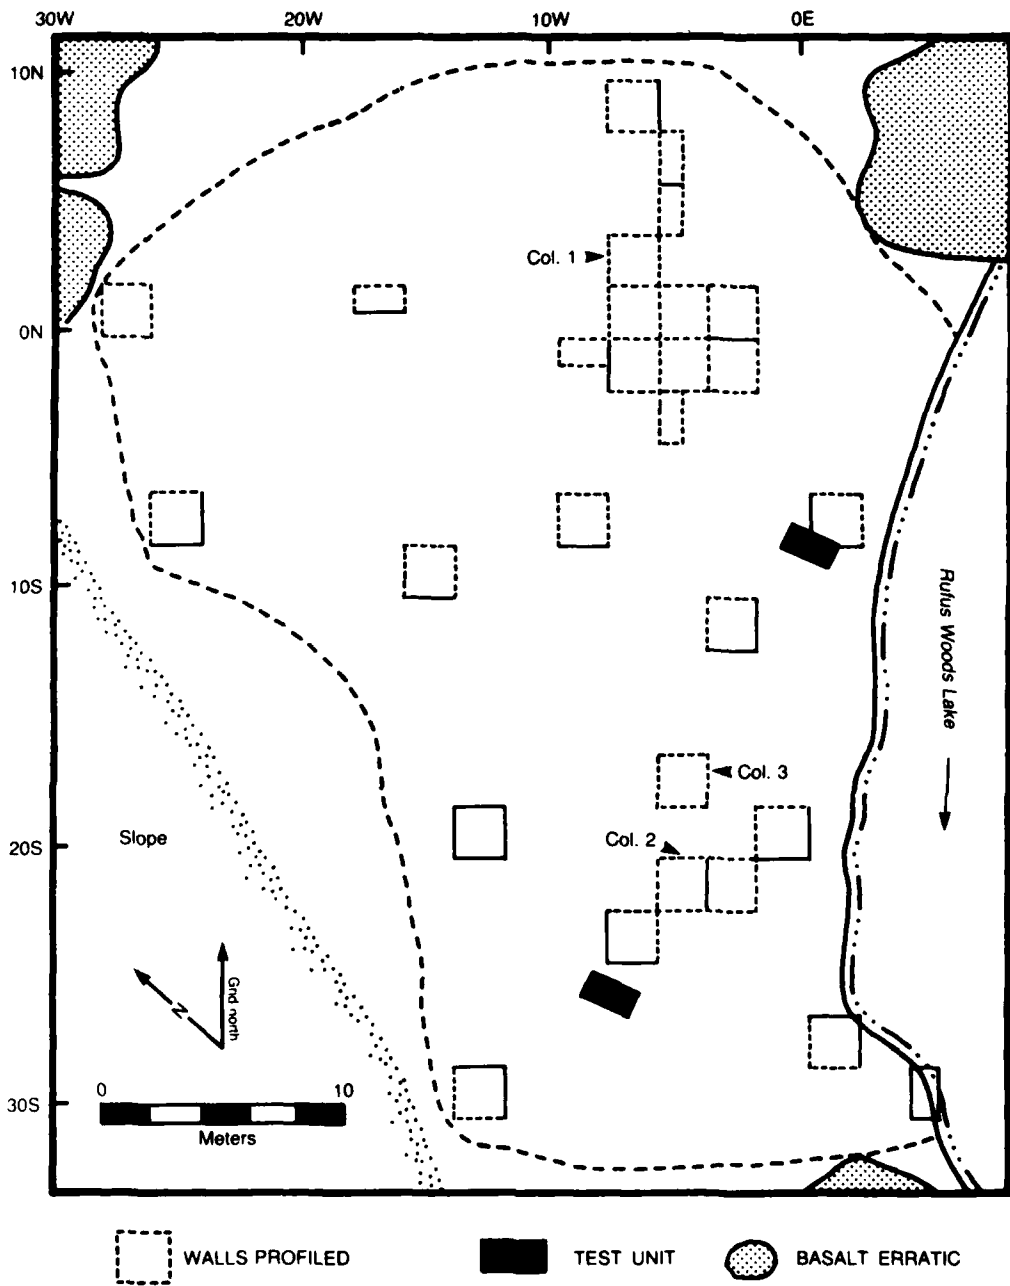 30W 20W 10W 0E
10N
Col. 1
0N
10S
Rufus Woods Lake
Col. 3
Col. 2
Slope
20S
N
Grid north
0 10
30S
Meters
WALLS PROFILED TEST UNIT BASALT ERRATIC